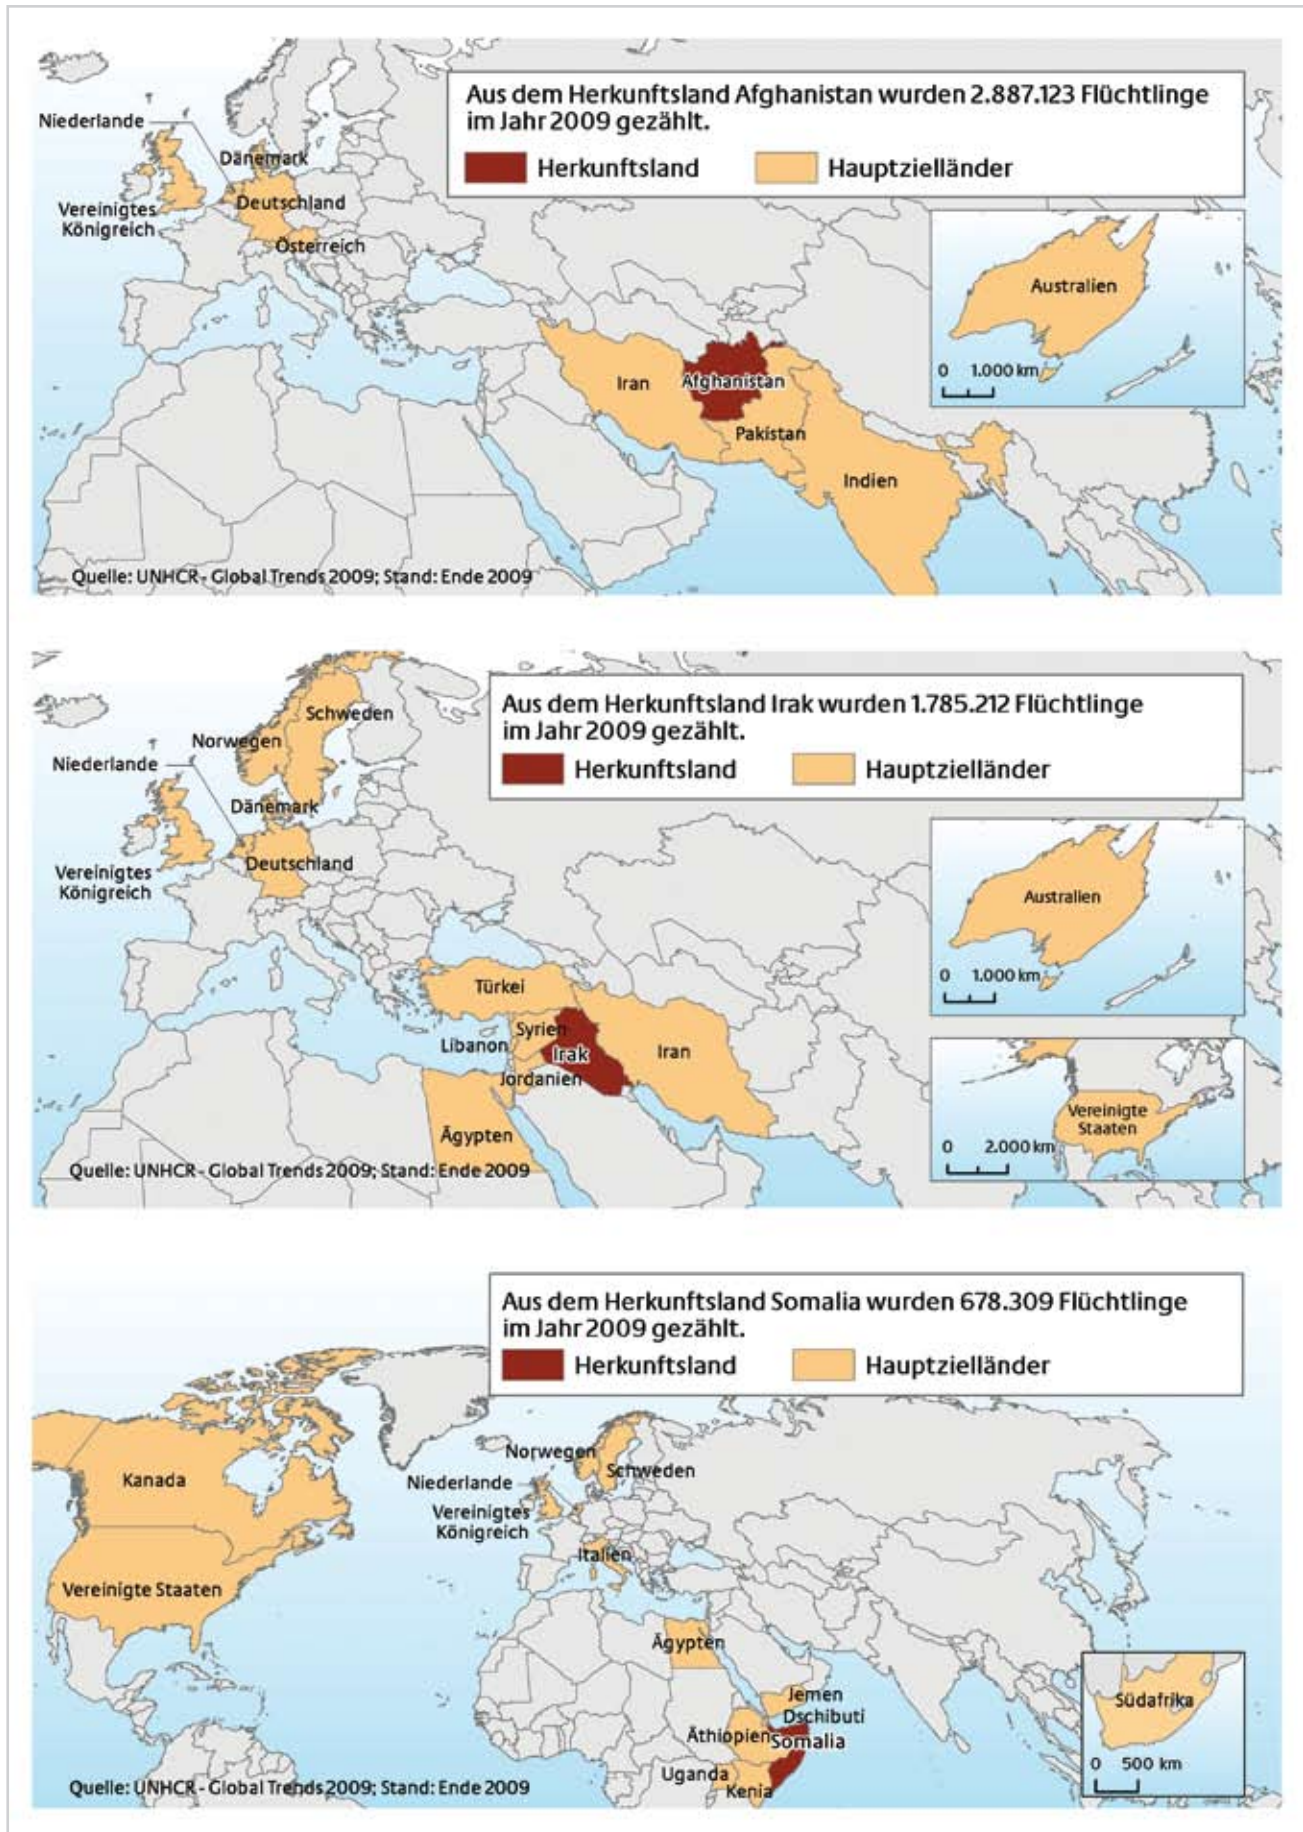 Aus dem Herkunftsland Afghanistan wurden 2.887.123 Flüchtlinge
im Jahr 2009 gezählt.
Herkunftsland
Hauptzielländer
Niederlande
Dänemark
Deutschland
Vereinigtes
Königreich
Österreich
Australien
0 1.000 km
Iran
Afghanistan
Pakistan
Indien
Quelle: UNHCR - Global Trends 2009; Stand: Ende 2009
Aus dem Herkunftsland Irak wurden 1.785.212 Flüchtlinge
im Jahr 2009 gezählt.
Herkunftsland
Hauptzielländer
Schweden
Norwegen
Niederlande
Dänemark
Deutschland
Vereinigtes
Königreich
Australien
0 1.000 km
Türkei
Syrien
Libanon
Irak
Iran
Jordanien
Ägypten
Vereinigte
Staaten
0 2.000 km
Quelle: UNHCR - Global Trends 2009; Stand: Ende 2009
Aus dem Herkunftsland Somalia wurden 678.309 Flüchtlinge
im Jahr 2009 gezählt.
Herkunftsland
Hauptzielländer
Norwegen
Schweden
Kanada
Niederlande
Vereinigtes
Königreich
Italien
Vereinigte Staaten
Ägypten
Jemen
Dschibuti
Äthiopien
Somalia
Uganda
Kenia
Südafrika
0 500 km
Quelle: UNHCR - Global Trends 2009; Stand: Ende 2009